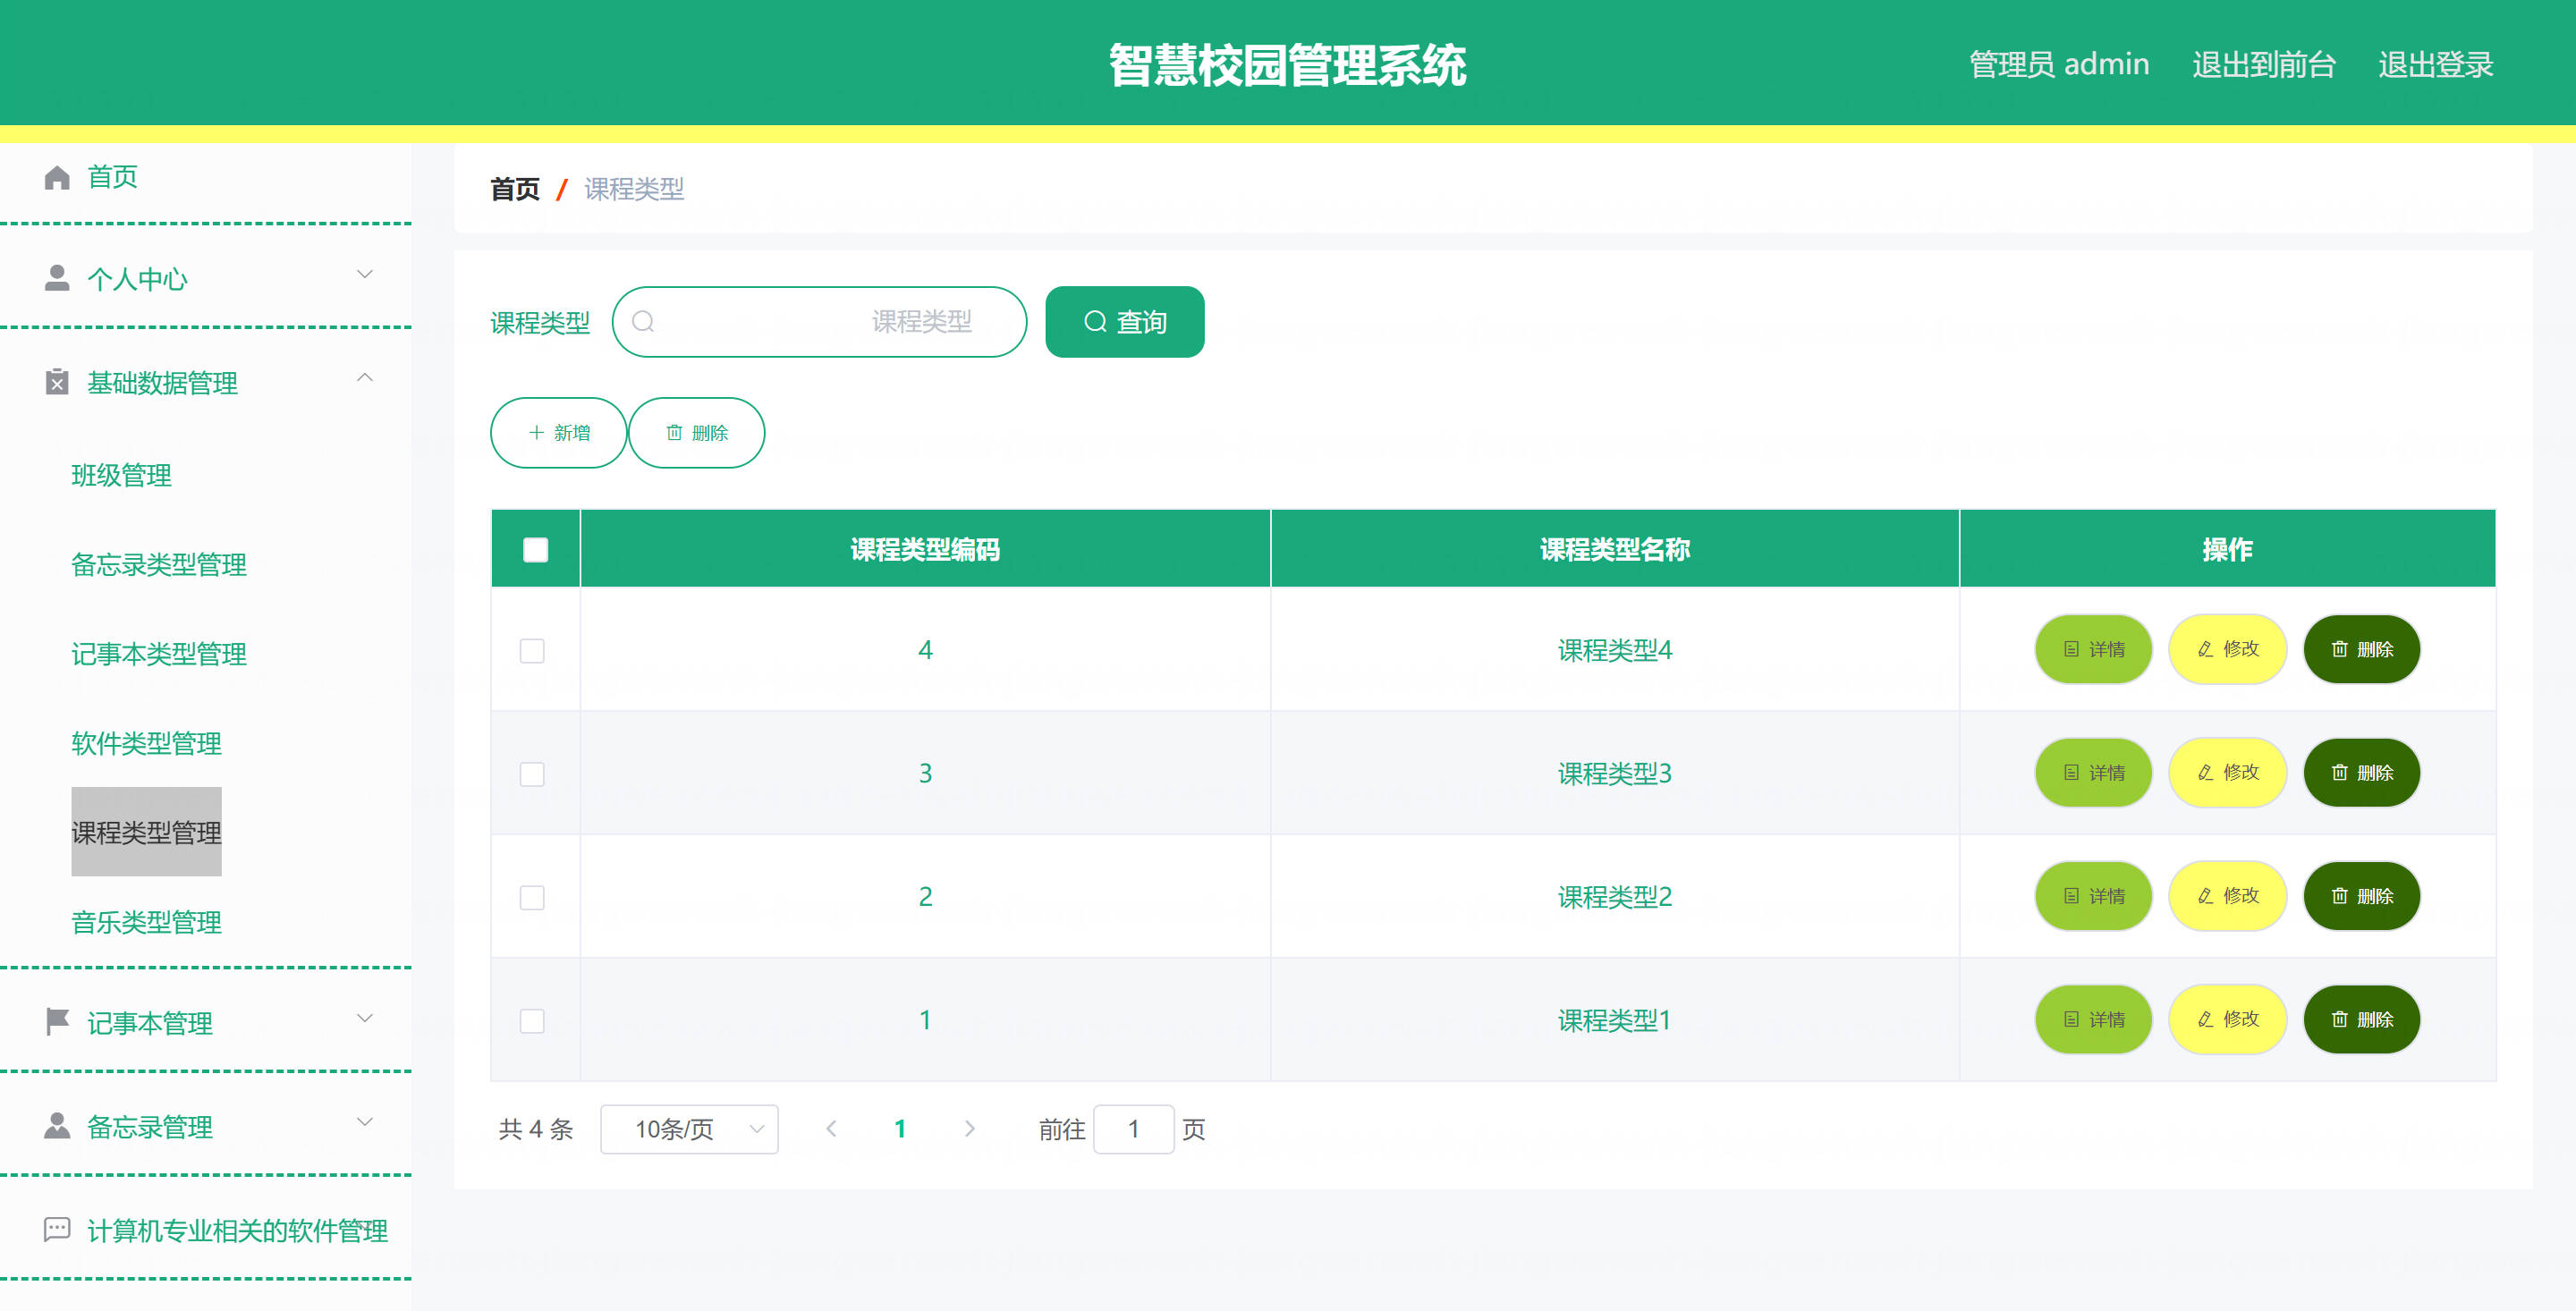 智慧校园管理系统
管理员 admin 退出到前台 退出登录
首页
个人中心
基础数据管理
班级管理
备忘录类型管理
记事本类型管理
软件类型管理
课程类型管理
音乐类型管理
记事本管理
备忘录管理
计算机专业相关的软件管理
首页 / 课程类型
课程类型 课程类型 查询
新增 删除
课程类型编码 课程类型名称 操作
4 课程类型4 详情 修改 删除
3 课程类型3 详情 修改 删除
2 课程类型2 详情 修改 删除
1 课程类型1 详情 修改 删除
共 4 条 10条/页 1 前往 1 页